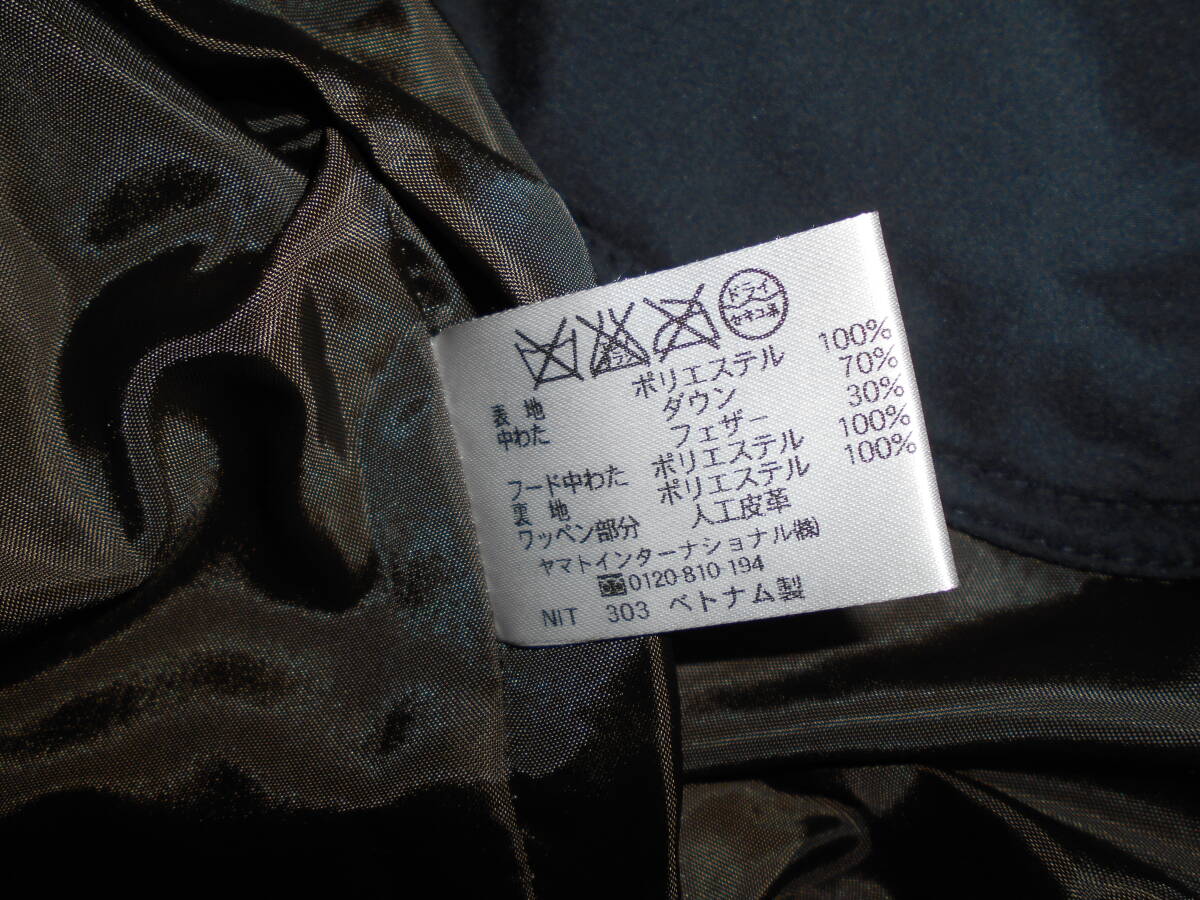 エンソ
ドライ
セキユ系
表地 ポリエステル 100%
中わた ダウン 70%
フェザー 30%
フード中わた ポリエステル 100%
裏地 ポリエステル 100%
ワッペン部分 人工皮革
ヤマトインターナショナル㈱
0120-810-194
NIT 303 ベトナム製